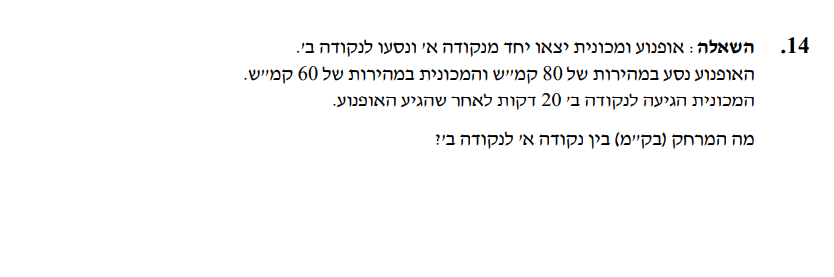 14. השאלה: אופנוע ומכונית יצאו יחד מנקודה א׳ ונסעו לנקודה ב׳.
האופנוע נסע במהירות של 80 קמ״ש והמכונית במהירות של 60 קמ״ש.
המכונית הגיעה לנקודה ב׳ 20 דקות לאחר שהגיע האופנוע.
מה המרחק (בק״מ) בין נקודה א׳ לנקודה ב׳?